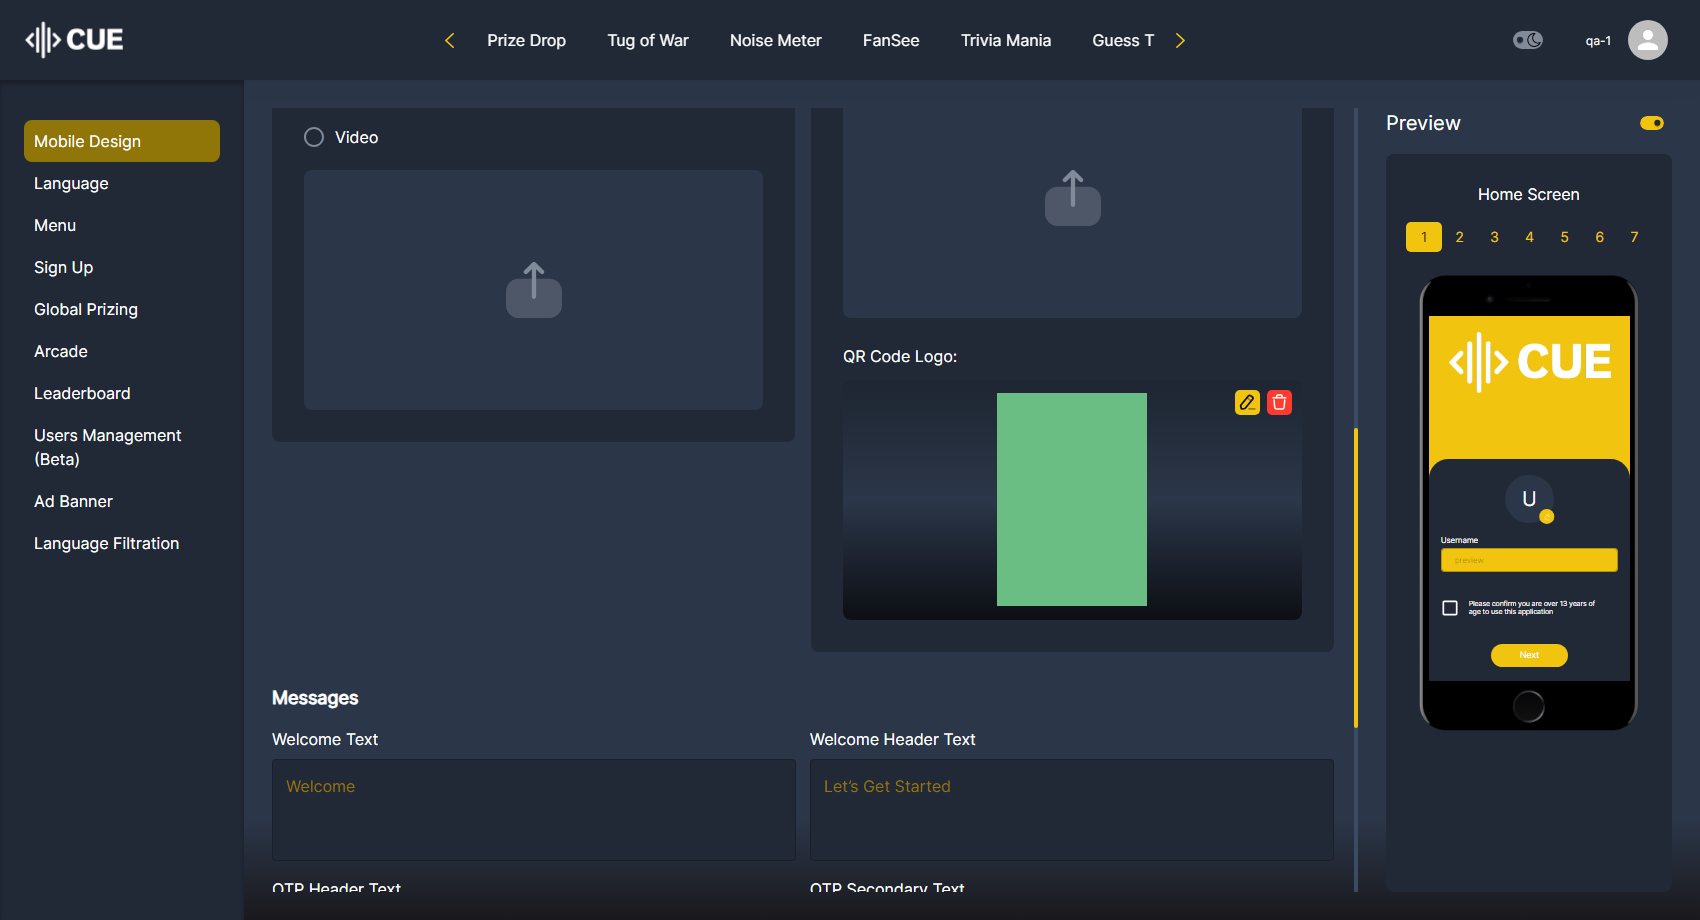 CUE
Prize Drop
Tug of War
Noise Meter
FanSee
Trivia Mania
Guess T
qa-1
Mobile Design
Language
Menu
Sign Up
Global Prizing
Arcade
Leaderboard
Users Management
(Beta)
Ad Banner
Language Filtration
Video
QR Code Logo:
Messages
Welcome Text
Welcome
Welcome Header Text
Let's Get Started
OTP Header Text
OTP Secondary Text
Preview
Home Screen
1 2 3 4 5 6 7
CUE
U
Username
preview
Please confirm you are over 13 years of
age to use this application
Next